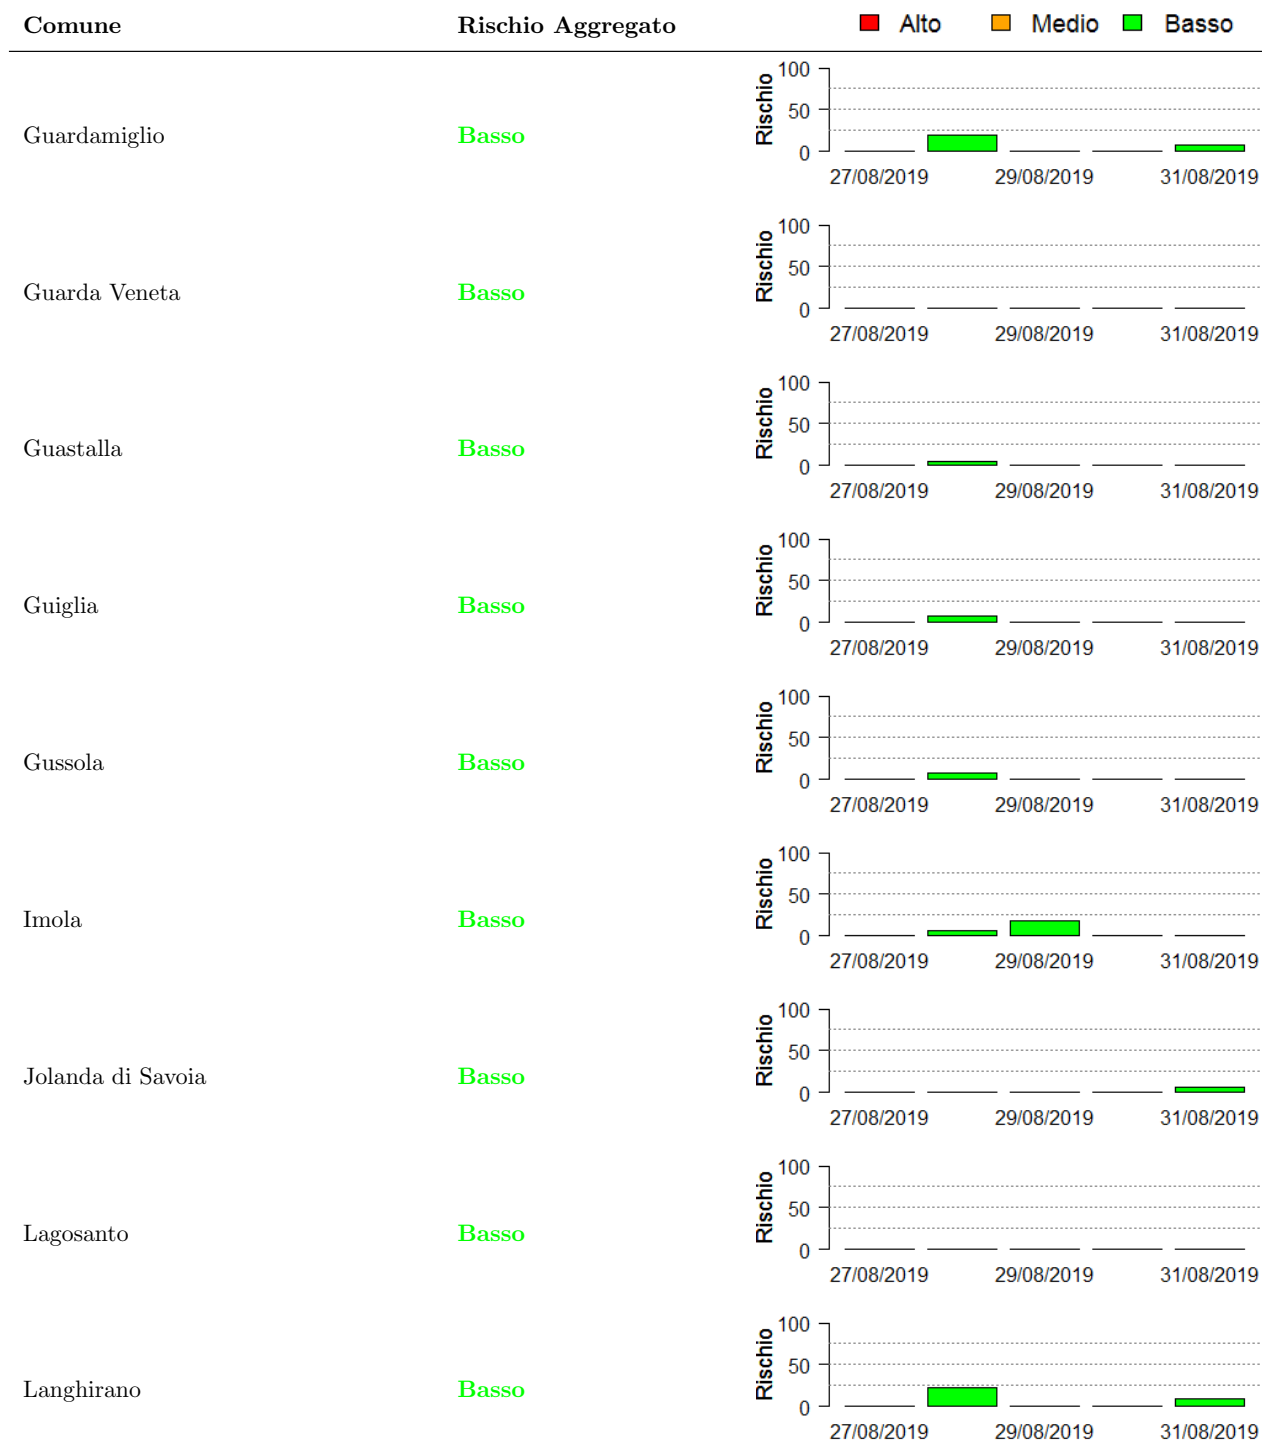 Comune Rischio Aggregato Alto Medio Basso
Guardamiglio Basso Rischio 100 50 0
27/08/2019 29/08/2019 31/08/2019
Guarda Veneta Basso Rischio 100 50 0
27/08/2019 29/08/2019 31/08/2019
Guastalla Basso Rischio 100 50 0
27/08/2019 29/08/2019 31/08/2019
Guiglia Basso Rischio 100 50 0
27/08/2019 29/08/2019 31/08/2019
Gussola Basso Rischio 100 50 0
27/08/2019 29/08/2019 31/08/2019
Imola Basso Rischio 100 50 0
27/08/2019 29/08/2019 31/08/2019
Jolanda di Savoia Basso Rischio 100 50 0
27/08/2019 29/08/2019 31/08/2019
Lagosanto Basso Rischio 100 50 0
27/08/2019 29/08/2019 31/08/2019
Langhirano Basso Rischio 100 50 0
27/08/2019 29/08/2019 31/08/2019